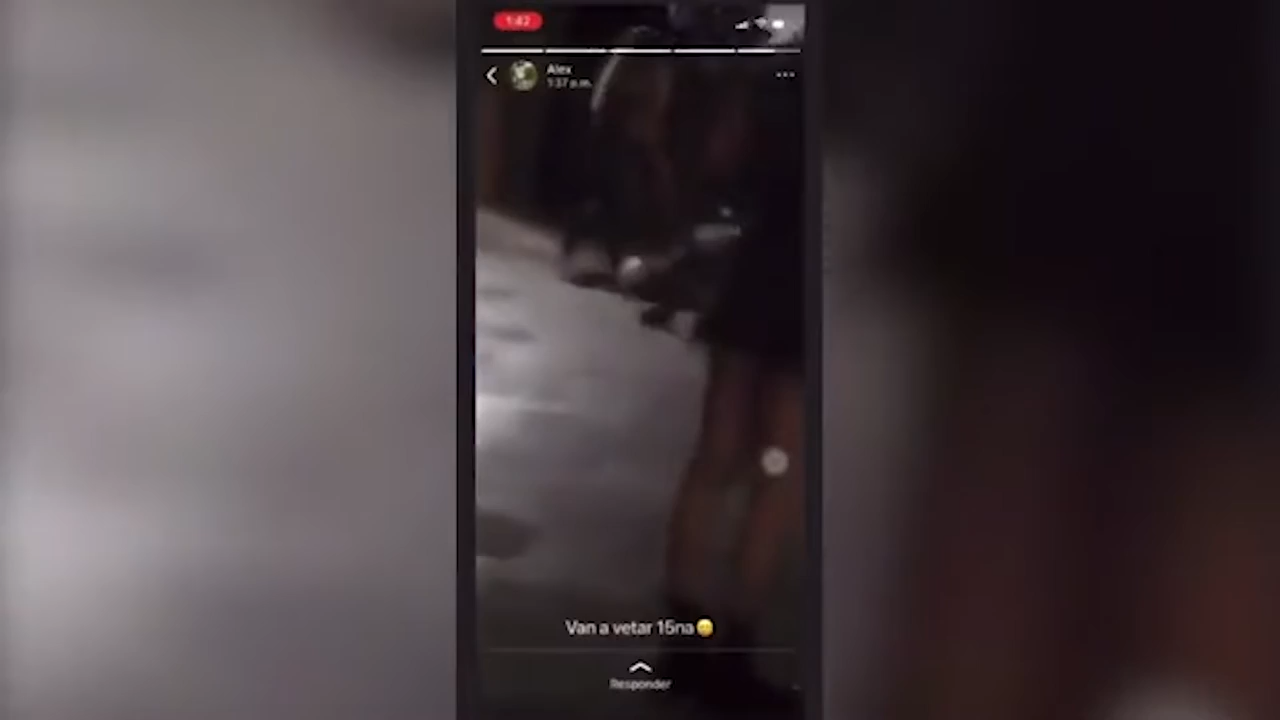 1:42
Alex
1:37 p.m.
Van a vetar 15na😊
Responder